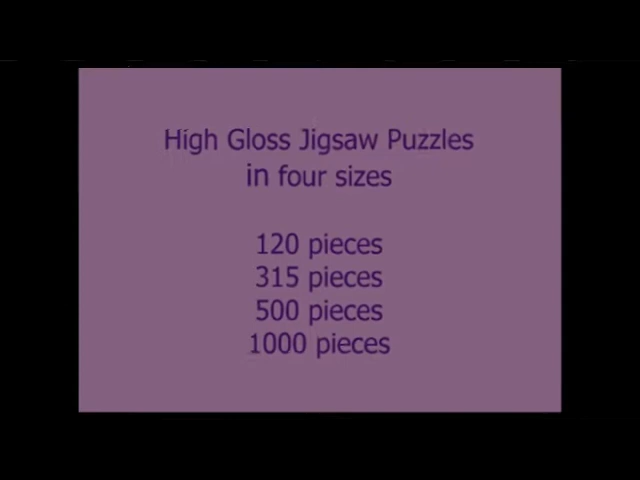 High Gloss Jigsaw Puzzles
in four sizes
120 pieces
315 pieces
500 pieces
1000 pieces